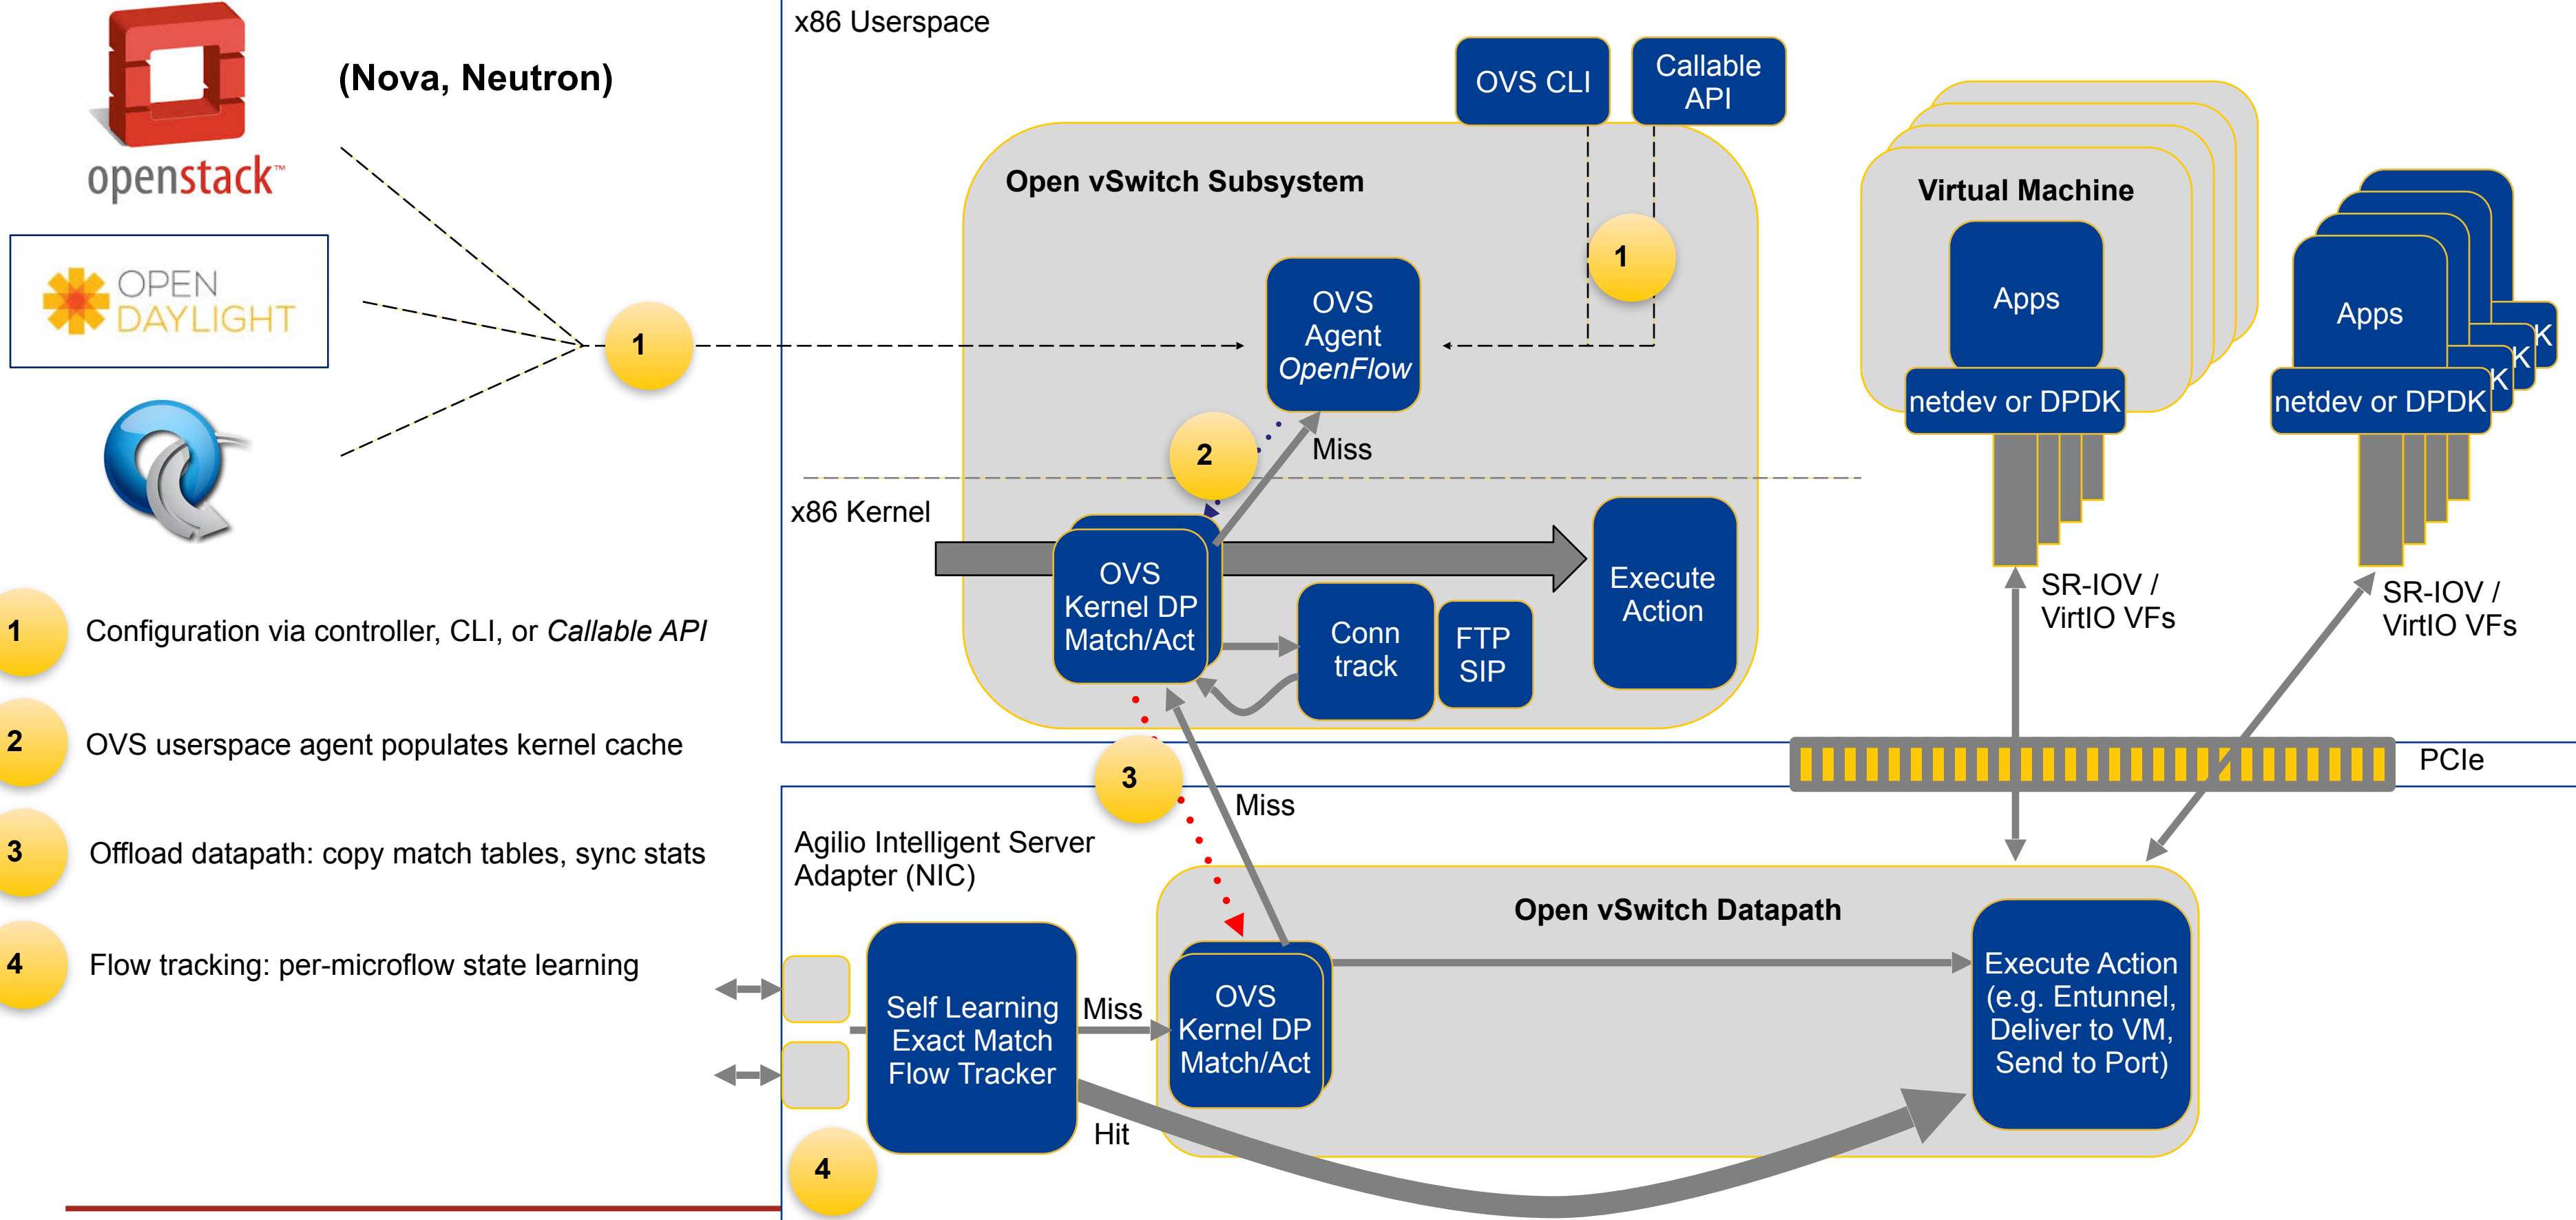 openstack™
(Nova, Neutron)
OPEN
DAYLIGHT
1
1
Configuration via controller, CLI, or Callable API
2
OVS userspace agent populates kernel cache
3
Offload datapath: copy match tables, sync stats
4
Flow tracking: per-microflow state learning
x86 Userspace
OVS CLI
Callable
API
Open vSwitch Subsystem
1
OVS
Agent
OpenFlow
2
Miss
x86 Kernel
OVS
Kernel DP
Match/Act
Conn
track
FTP
SIP
Execute
Action
Virtual Machine
Apps
netdev or DPDK
Apps
netdev or DPDK
K
K
K
SR-IOV /
VirtIO VFs
SR-IOV /
VirtIO VFs
PCIe
3
Miss
Agilio Intelligent Server
Adapter (NIC)
Open vSwitch Datapath
Self Learning
Exact Match
Flow Tracker
Miss
OVS
Kernel DP
Match/Act
Execute Action
(e.g. Entunnel,
Deliver to VM,
Send to Port)
Hit
4